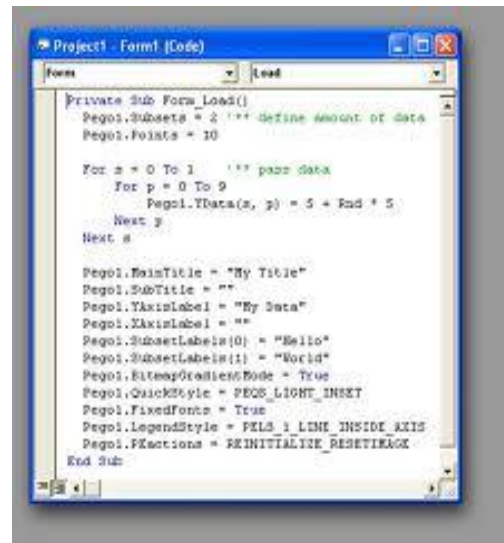 Project1 - Form1 (Code)
Form Load
Private Sub Form_Load()
Pego1.Subsets = 2 '** define amount of data
Pego1.Points = 10
For s = 0 To 1 '** pass data
For p = 0 To 9
Pego1.YData(s, p) = 5 + Rnd * 5
Next p
Next s
Pego1.MainTitle = "My Title"
Pego1.SubTitle = ""
Pego1.YAxisLabel = "My Data"
Pego1.XAxisLabel = ""
Pego1.SubsetLabels(0) = "Hello"
Pego1.SubsetLabels(1) = "World"
Pego1.BitmapGradientMode = True
Pego1.QuickStyle = PEQS_LIGHT_INSET
Pego1.FixedFonts = True
Pego1.LegendStyle = PELS_1_LINE_INSIDE_AXIS
Pego1.PEactions = REINITIALIZE_RESETIMAGE
End Sub